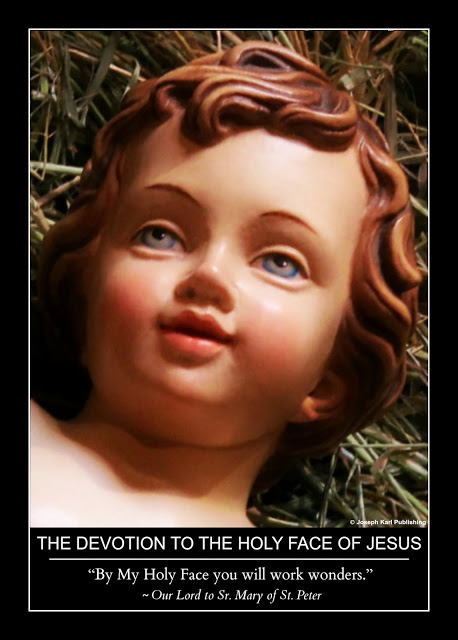 © Joseph Karl Publishing
THE DEVOTION TO THE HOLY FACE OF JESUS
“By My Holy Face you will work wonders.”
~ Our Lord to Sr. Mary of St. Peter